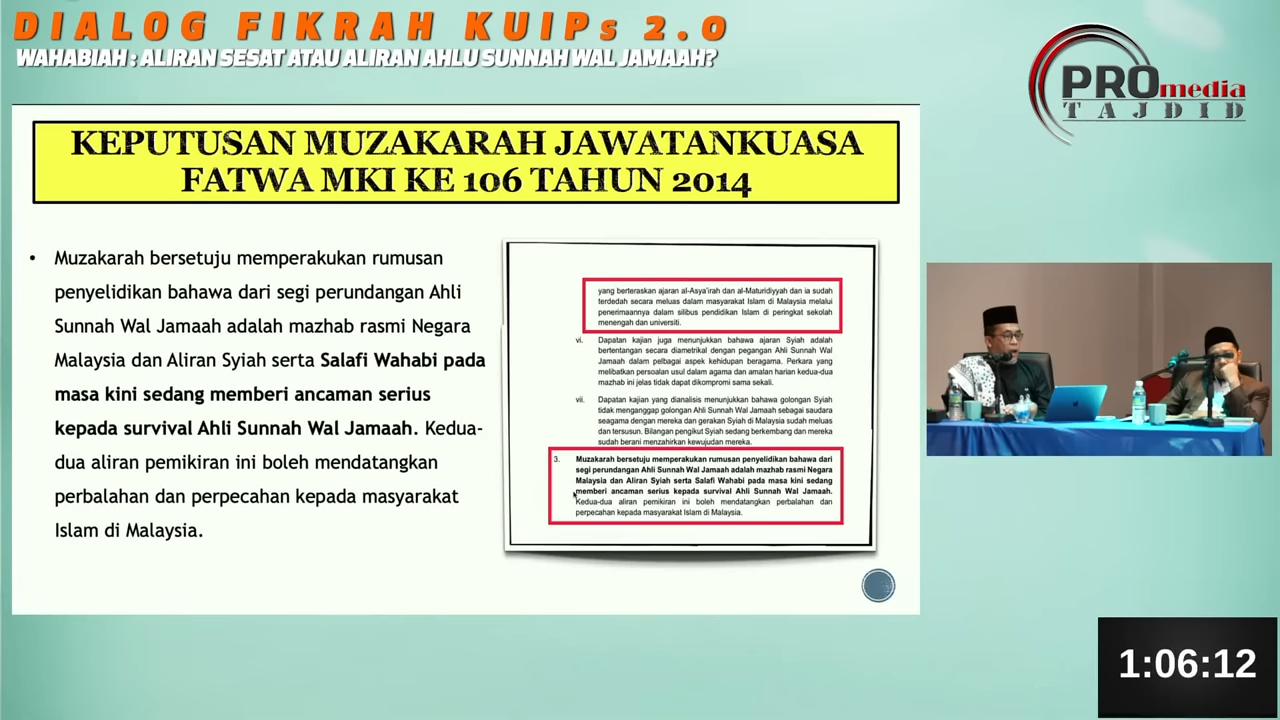 DIALOG FIKRAH KUIPs 2.0
WAHABIAH : ALIRAN SESAT ATAU ALIRAN AHLU SUNNAH WAL JAMAAH?
PROmedia
TAJDID
KEPUTUSAN MUZAKARAH JAWATANKUASA
FATWA MKI KE 106 TAHUN 2014
• Muzakarah bersetuju memperakukan rumusan
penyelidikan bahawa dari segi perundangan Ahli
Sunnah Wal Jamaah adalah mazhab rasmi Negara
Malaysia dan Aliran Syiah serta Salafi Wahabi pada
masa kini sedang memberi ancaman serius
kepada survival Ahli Sunnah Wal Jamaah. Kedua-
dua aliran pemikiran ini boleh mendatangkan
perbalahan dan perpecahan kepada masyarakat
Islam di Malaysia.
yang berteraskan ajaran al-Asya'irah dan al-Maturidiyyah dan ia sudah
terdedah secara meluas dalam masyarakat Islam di Malaysia melalui
penerimaannya dalam silibus pendidikan Islam di peringkat sekolah
menengah dan universiti.
vi. Dapatan kajian juga menunjukkan bahawa ajaran Syiah adalah
bertentangan secara diametrikal dengan pegangan Ahli Sunnah Wal
Jamaah dalam pelbagai aspek kehidupan beragama. Perkara yang
melibatkan persoalan usul dalam agama dan amalan harian kedua-dua
mazhab ini jelas tidak dapat dikompromi sama sekali.
vii. Dapatan kajian yang dianalisis menunjukkan bahawa golongan Syiah
tidak menganggap golongan Ahli Sunnah Wal Jamaah sebagai saudara
seagama dengan mereka dan gerakan Syiah di Malaysia sudah meluas
dan tersusun. Bilangan pengikut Syiah sedang berkembang dan mereka
sudah berani menzahirkan kewujudan mereka.
3. Muzakarah bersetuju memperakukan rumusan penyelidikan bahawa dari
segi perundangan Ahli Sunnah Wal Jamaah adalah mazhab rasmi Negara
Malaysia dan Aliran Syiah serta Salafi Wahabi pada masa kini sedang
memberi ancaman serius kepada survival Ahli Sunnah Wal Jamaah.
Kedua-dua aliran pemikiran ini boleh mendatangkan perbalahan dan
perpecahan kepada masyarakat Islam di Malaysia.
1:06:12